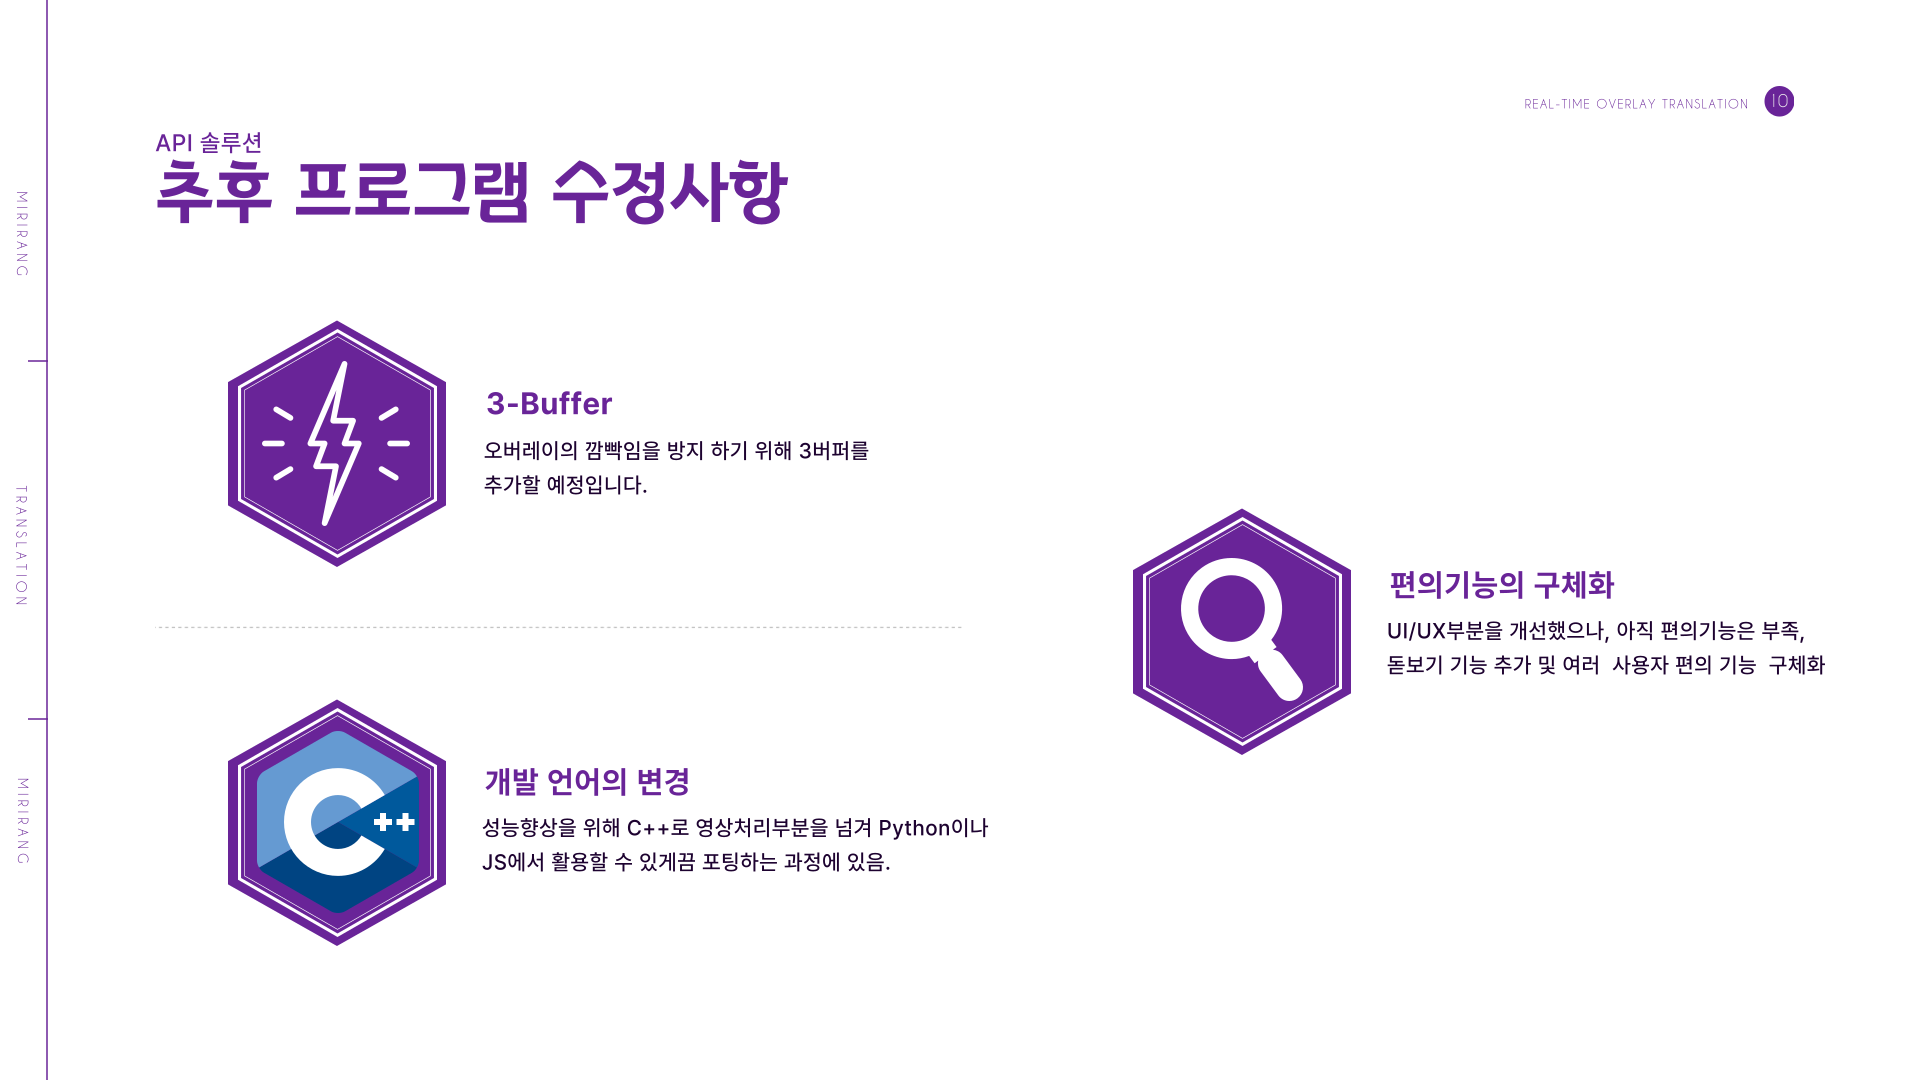 REAL-TIME OVERLAY TRANSLATION 10
API 솔루션
추후 프로그램 수정사항
MIRIRANG
TRANSLATION
MIRIRANG
3-Buffer
오버레이의 깜빡임을 방지 하기 위해 3버퍼를
추가할 예정입니다.
개발 언어의 변경
성능향상을 위해 C++로 영상처리부분을 넘겨 Python이나
JS에서 활용할 수 있게끔 포팅하는 과정에 있음.
C++
편의기능의 구체화
UI/UX부분을 개선했으나, 아직 편의기능은 부족,
돋보기 기능 추가 및 여러 사용자 편의 기능 구체화